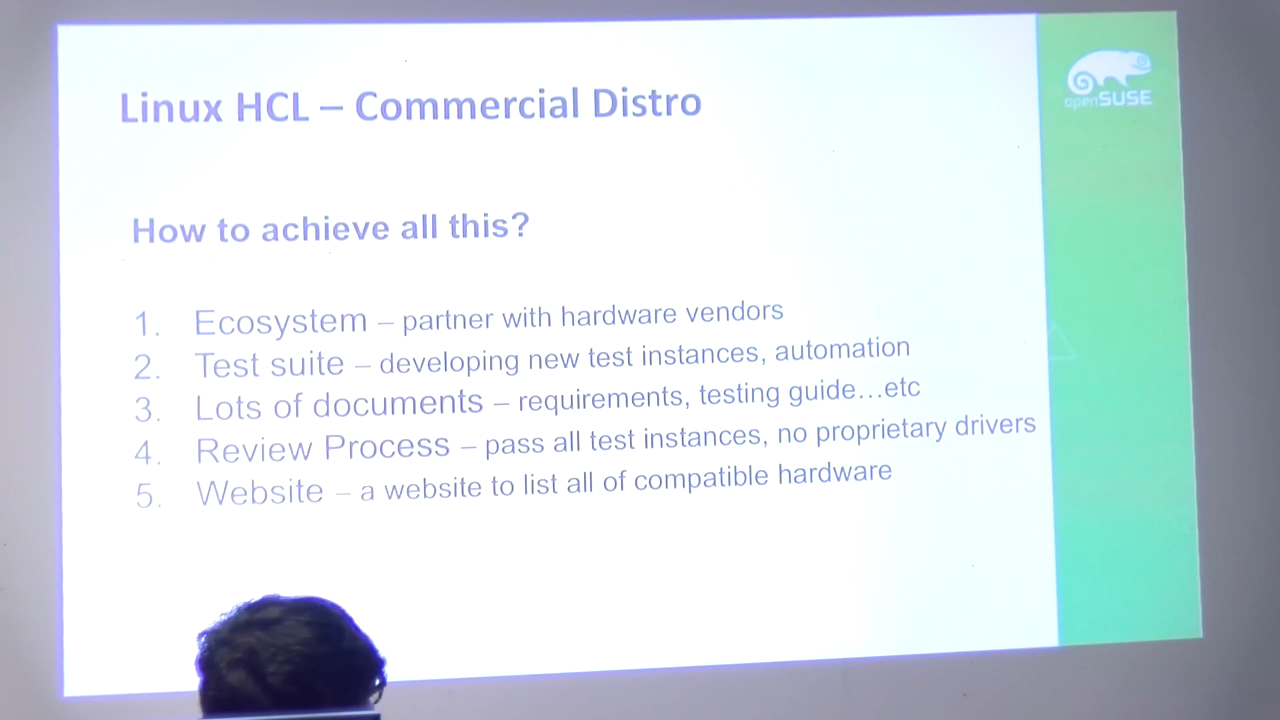 Linux HCL – Commercial Distro
openSUSE
How to achieve all this?
1. Ecosystem – partner with hardware vendors
2. Test suite – developing new test instances, automation
3. Lots of documents – requirements, testing guide...etc
4. Review Process – pass all test instances, no proprietary drivers
5. Website – a website to list all of compatible hardware